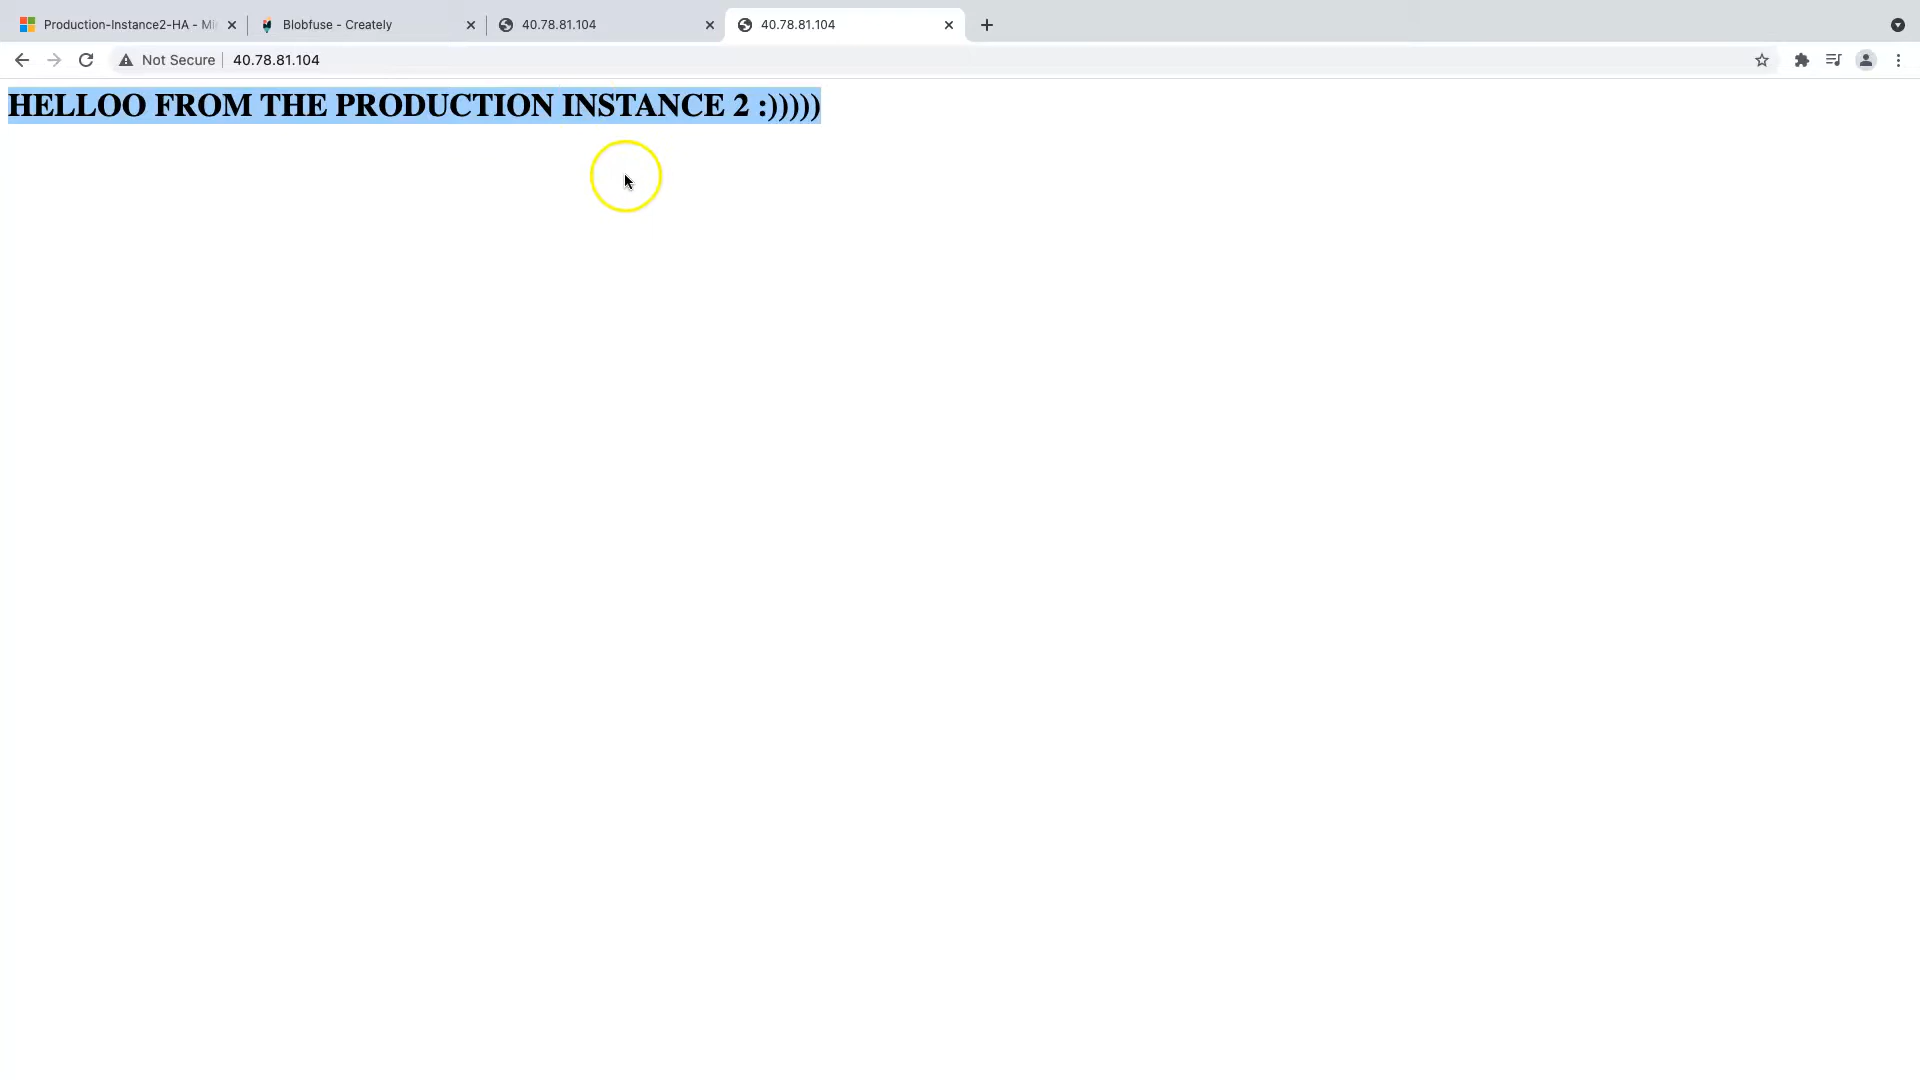 Production-Instance2-HA - Mi
Blobfuse - Creately
40.78.81.104
40.78.81.104
Not Secure
40.78.81.104
HELLOO FROM THE PRODUCTION INSTANCE 2 :)))))